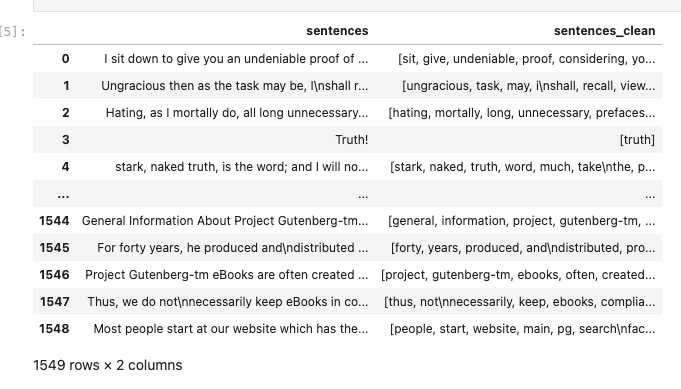 [5]:
sentences sentences_clean
0 I sit down to give you an undeniable proof of ... [sit, give, undeniable, proof, considering, yo...
1 Ungracious then as the task may be, I\nshall r... [ungracious, task, may, i\nshall, recall, view...
2 Hating, as I mortally do, all long unnecessary... [hating, mortally, long, unnecessary, prefaces...
3 Truth! [truth]
4 stark, naked truth, is the word; and I will no... [stark, naked, truth, word, much, take\nthe, p...
... ... ...
1544 General Information About Project Gutenberg-tm... [general, information, project, gutenberg-tm, ...
1545 For forty years, he produced and\ndistributed ... [forty, years, produced, and\ndistributed, pro...
1546 Project Gutenberg-tm eBooks are often created ... [project, gutenberg-tm, ebooks, often, created...
1547 Thus, we do not\nnecessarily keep eBooks in co... [thus, not\nnecessarily, keep, ebooks, complia...
1548 Most people start at our website which has the... [people, start, website, main, pg, search\nfac...
1549 rows × 2 columns